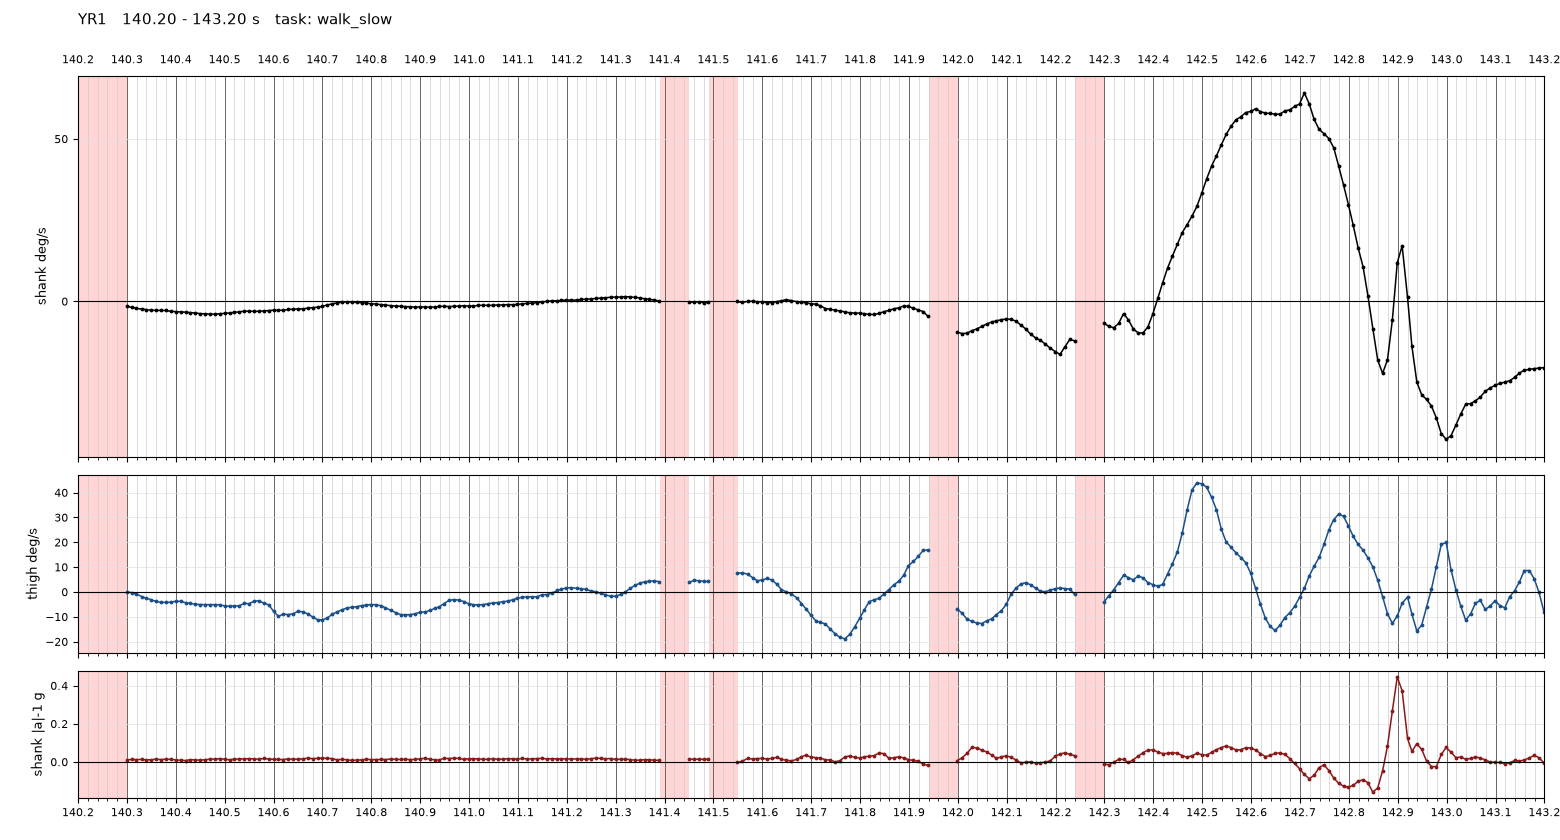 YR1   140.20 - 143.20 s   task: walk_slow
140.2 140.3 140.4 140.5 140.6 140.7 140.8 140.9 141.0 141.1 141.2 141.3 141.4 141.5 141.6 141.7 141.8 141.9 142.0 142.1 142.2 142.3 142.4 142.5 142.6 142.7 142.8 142.9 143.0 143.1 143.2
shank deg/s
50
0
thigh deg/s
40
30
20
10
0
−10
−20
shank |a|-1 g
0.4
0.2
0.0
140.2 140.3 140.4 140.5 140.6 140.7 140.8 140.9 141.0 141.1 141.2 141.3 141.4 141.5 141.6 141.7 141.8 141.9 142.0 142.1 142.2 142.3 142.4 142.5 142.6 142.7 142.8 142.9 143.0 143.1 143.2